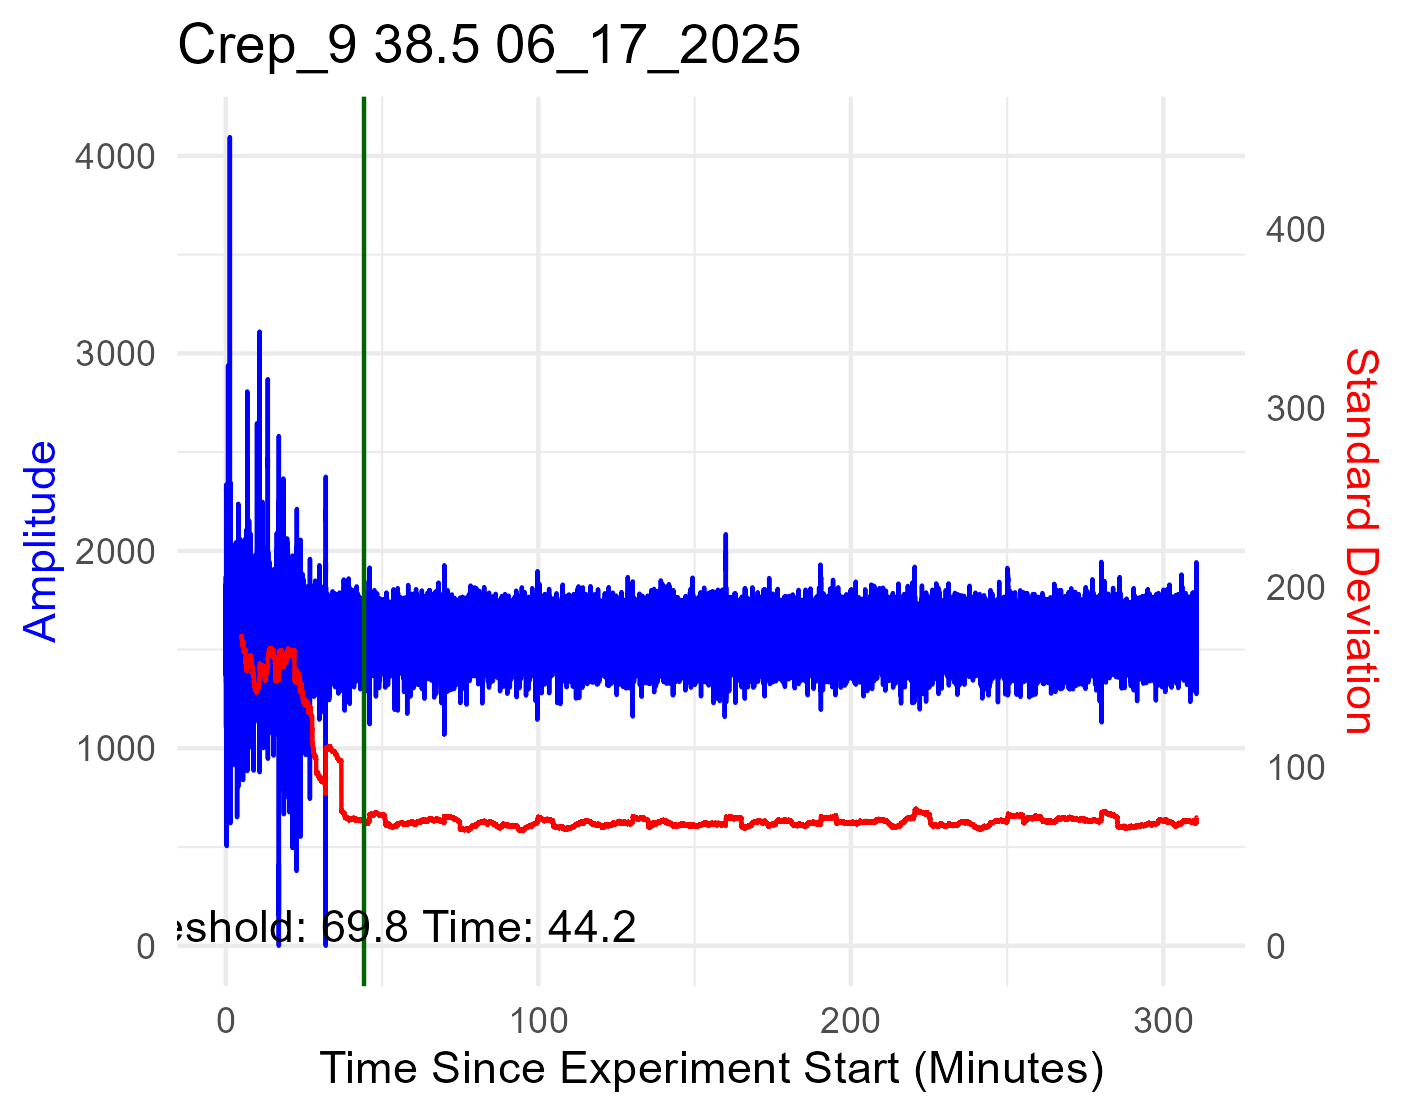 Crep_9 38.5 06_17_2025
4000
3000
2000
1000
0
Amplitude
400
300
200
100
0
Standard Deviation
eshold: 69.8 Time: 44.2
0
100
200
300
Time Since Experiment Start (Minutes)